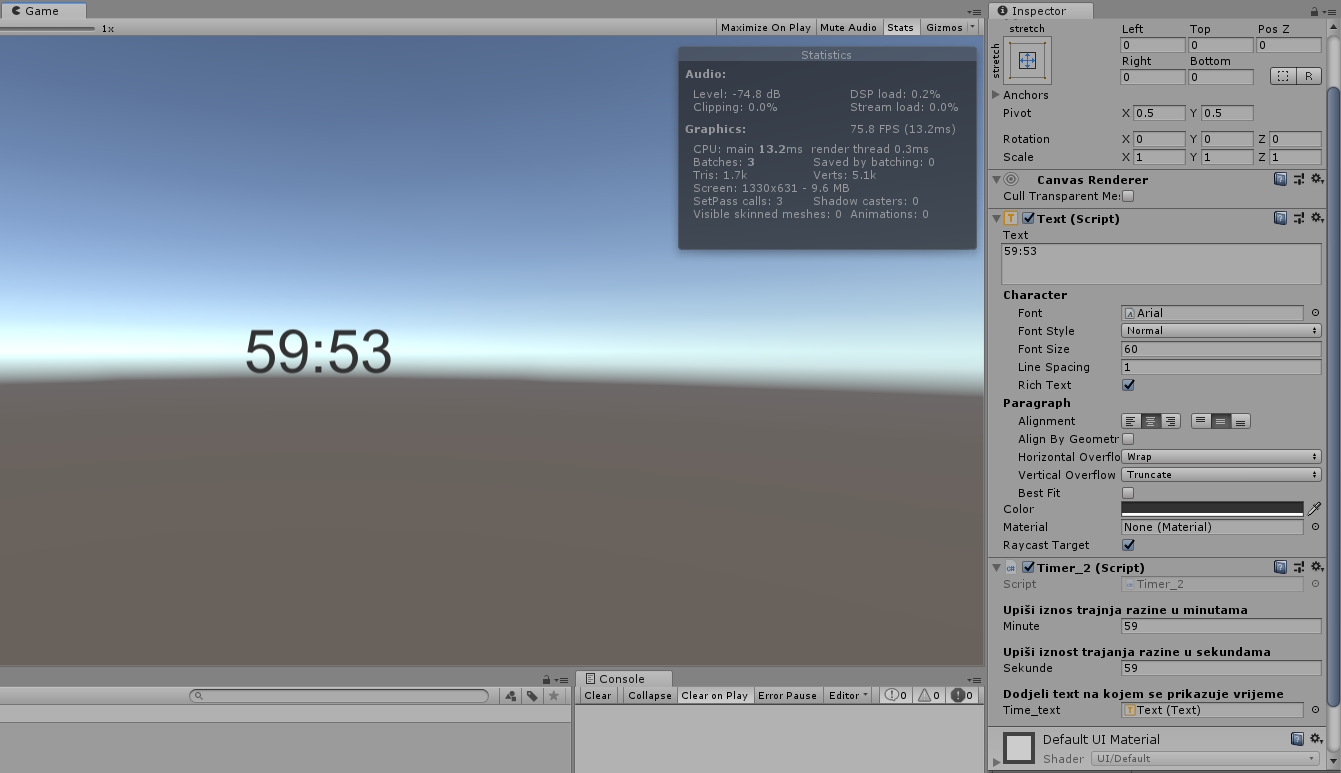 Game
1x
Maximize On Play Mute Audio Stats Gizmos
Statistics
Audio:
Level: -74.8 dB DSP load: 0.2%
Clipping: 0.0% Stream load: 0.0%
Graphics: 75.8 FPS (13.2ms)
CPU: main 13.2ms render thread 0.3ms
Batches: 3 Saved by batching: 0
Tris: 1.7k Verts: 5.1k
Screen: 1330x631 - 9.6 MB
SetPass calls: 3 Shadow casters: 0
Visible skinned meshes: 0 Animations: 0
59:53
Console
Clear Collapse Clear on Play Error Pause Editor 0 0 0
Inspector
stretch Left Top Pos Z
stretch
0 0 0
Right Bottom
0 0 R
Anchors
Pivot X 0.5 Y 0.5
Rotation X 0 Y 0 Z 0
Scale X 1 Y 1 Z 1
Canvas Renderer
Cull Transparent Me:
Text (Script)
Text
59:53
Character
Font Arial
Font Style Normal
Font Size 60
Line Spacing 1
Rich Text
Paragraph
Alignment
Align By Geometr
Horizontal Overflo Wrap
Vertical Overflow Truncate
Best Fit
Color
Material None (Material)
Raycast Target
Timer_2 (Script)
Script Timer_2
Upiši iznos trajnja razine u minutama
Minute 59
Upiši iznost trajanja razine u sekundama
Sekunde 59
Dodjeli text na kojem se prikazuje vrijeme
Time_text Text (Text)
Default UI Material
Shader UI/Default